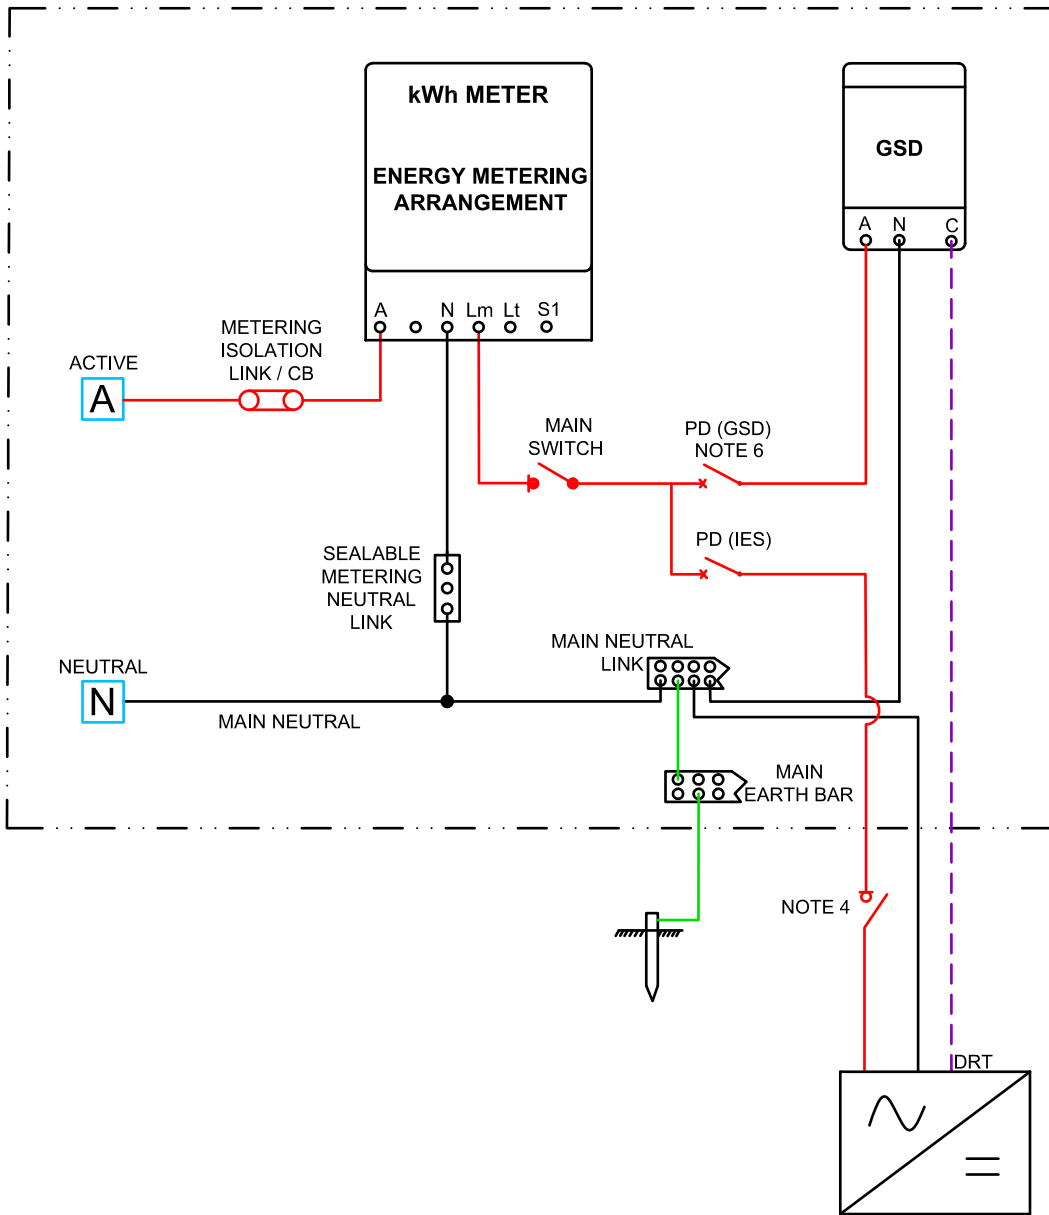 kWh METER
ENERGY METERING
ARRANGEMENT
A
N
Lm
Lt
S1
GSD
A
N
C
METERING
ISOLATION
LINK / CB
ACTIVE
A
MAIN
SWITCH
PD (GSD)
NOTE 6
PD (IES)
SEALABLE
METERING
NEUTRAL
LINK
MAIN NEUTRAL
LINK
NEUTRAL
N
MAIN NEUTRAL
MAIN
EARTH BAR
NOTE 4
DRT